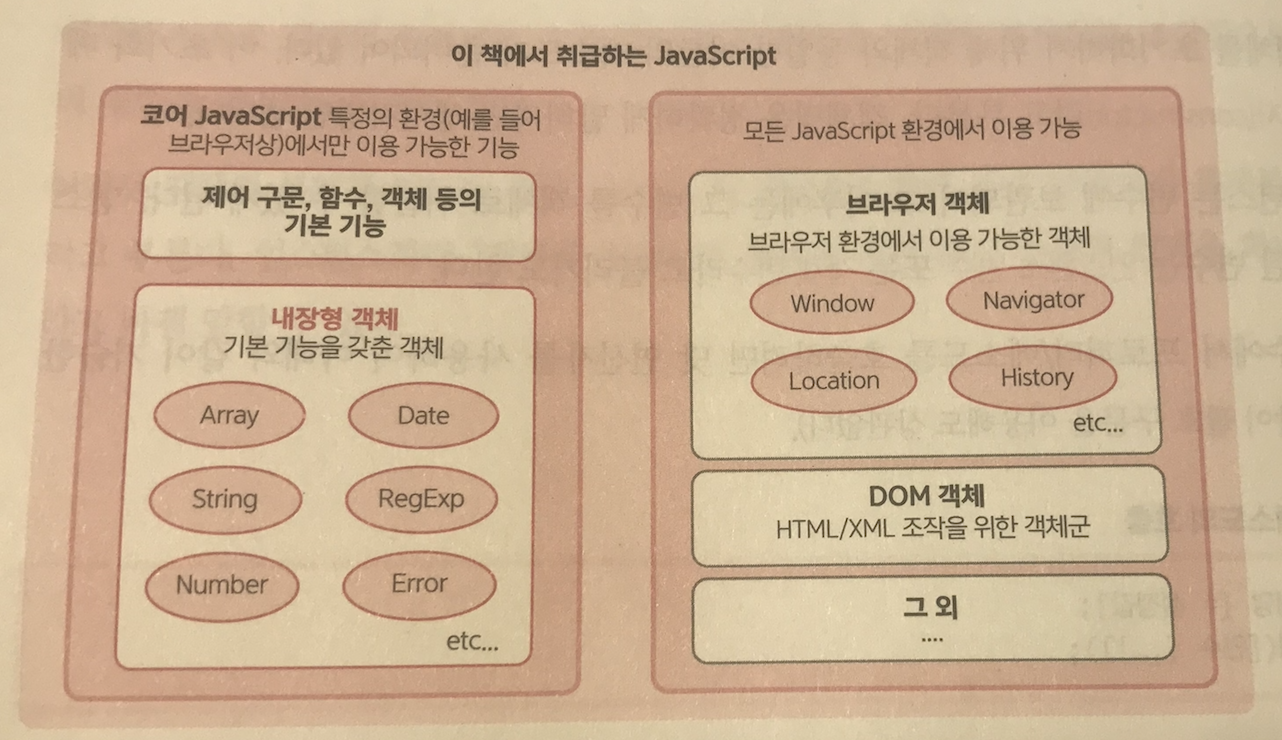 이 책에서 취급하는 JavaScript
코어 JavaScript 특정의 환경(예를 들어
브라우저상)에서만 이용 가능한 기능
제어 구문, 함수, 객체 등의
기본 기능
내장형 객체
기본 기능을 갖춘 객체
Array
Date
String
RegExp
Number
Error
etc...
모든 JavaScript 환경에서 이용 가능
브라우저 객체
브라우저 환경에서 이용 가능한 객체
Window
Navigator
Location
History
etc...
DOM 객체
HTML/XML 조작을 위한 객체군
그 외
....